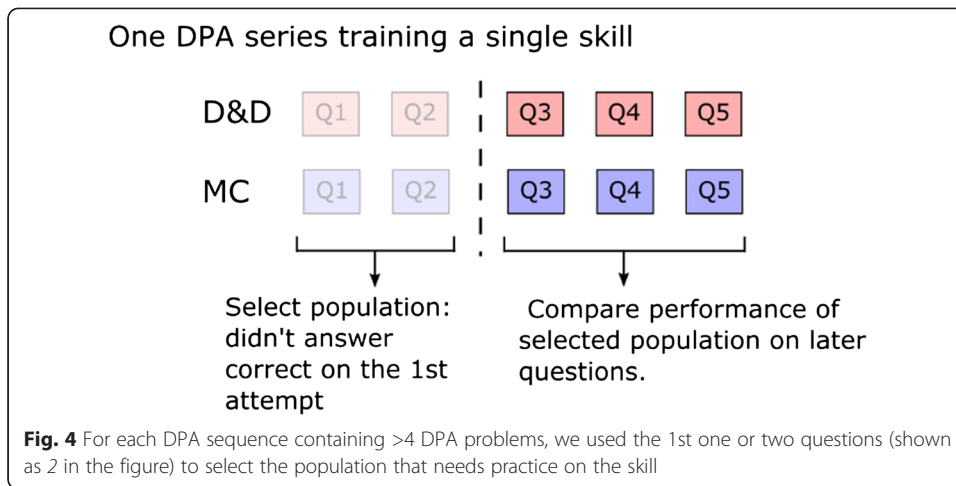 One DPA series training a single skill
D&D Q1 Q2 Q3 Q4 Q5
MC Q1 Q2 Q3 Q4 Q5
Select population:
didn't answer
correct on the 1st
attempt
Compare performance of
selected population on later
questions.
Fig. 4 For each DPA sequence containing >4 DPA problems, we used the 1st one or two questions (shown
as 2 in the figure) to select the population that needs practice on the skill